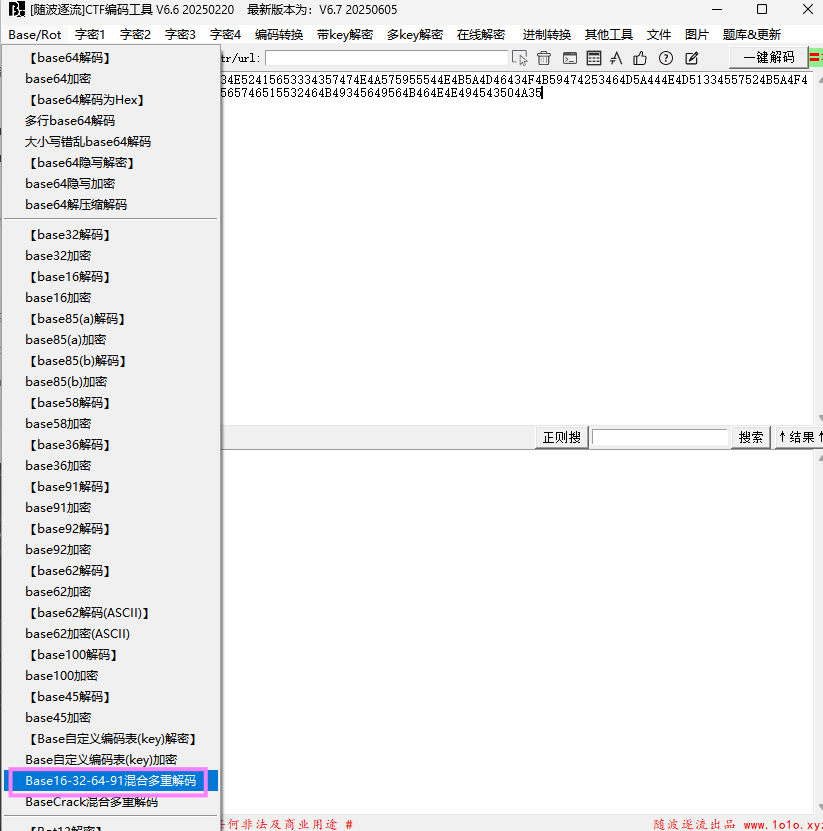 [随波逐流]CTF编码工具 V6.6 20250220 最新版本为: V6.7 20250605
Base/Rot 字密1 字密2 字密3 字密4 编码转换 带key解密 多key解密 在线解密 进制转换 其他工具 文件 图片 题库&更新
tr/url: 一键解码
【base64解码】
base64加密
【base64解码为Hex】
多行base64解码
大小写错乱base64解码
【base64隐写解密】
base64隐写加密
base64解压缩解码
34E52415653334357474E4A575955544E4B5A4D46434F4B59474253464D5A444E4D51334557524B5A4F4
565746515532464B49345649564B464E4E494543504A35
【base32解码】
base32加密
【base16解码】
base16加密
【base85(a)解码】
base85(a)加密
【base85(b)解码】
base85(b)加密
【base58解码】
base58加密
【base36解码】
base36加密
【base91解码】
base91加密
【base92解码】
base92加密
【base62解码】
base62加密
【base62解码(ASCII)】
base62加密(ASCII)
【base100解码】
base100加密
【base45解码】
base45加密
【Base自定义编码表(key)解密】
Base自定义编码表(key)加密
Base16-32-64-91混合多重解码
BaseCrack混合多重解码
【Rot13解密】
正则搜 搜索 ↑结果↑
何非法及商业用途 # 随波逐流出品 www.1o1o.xyz